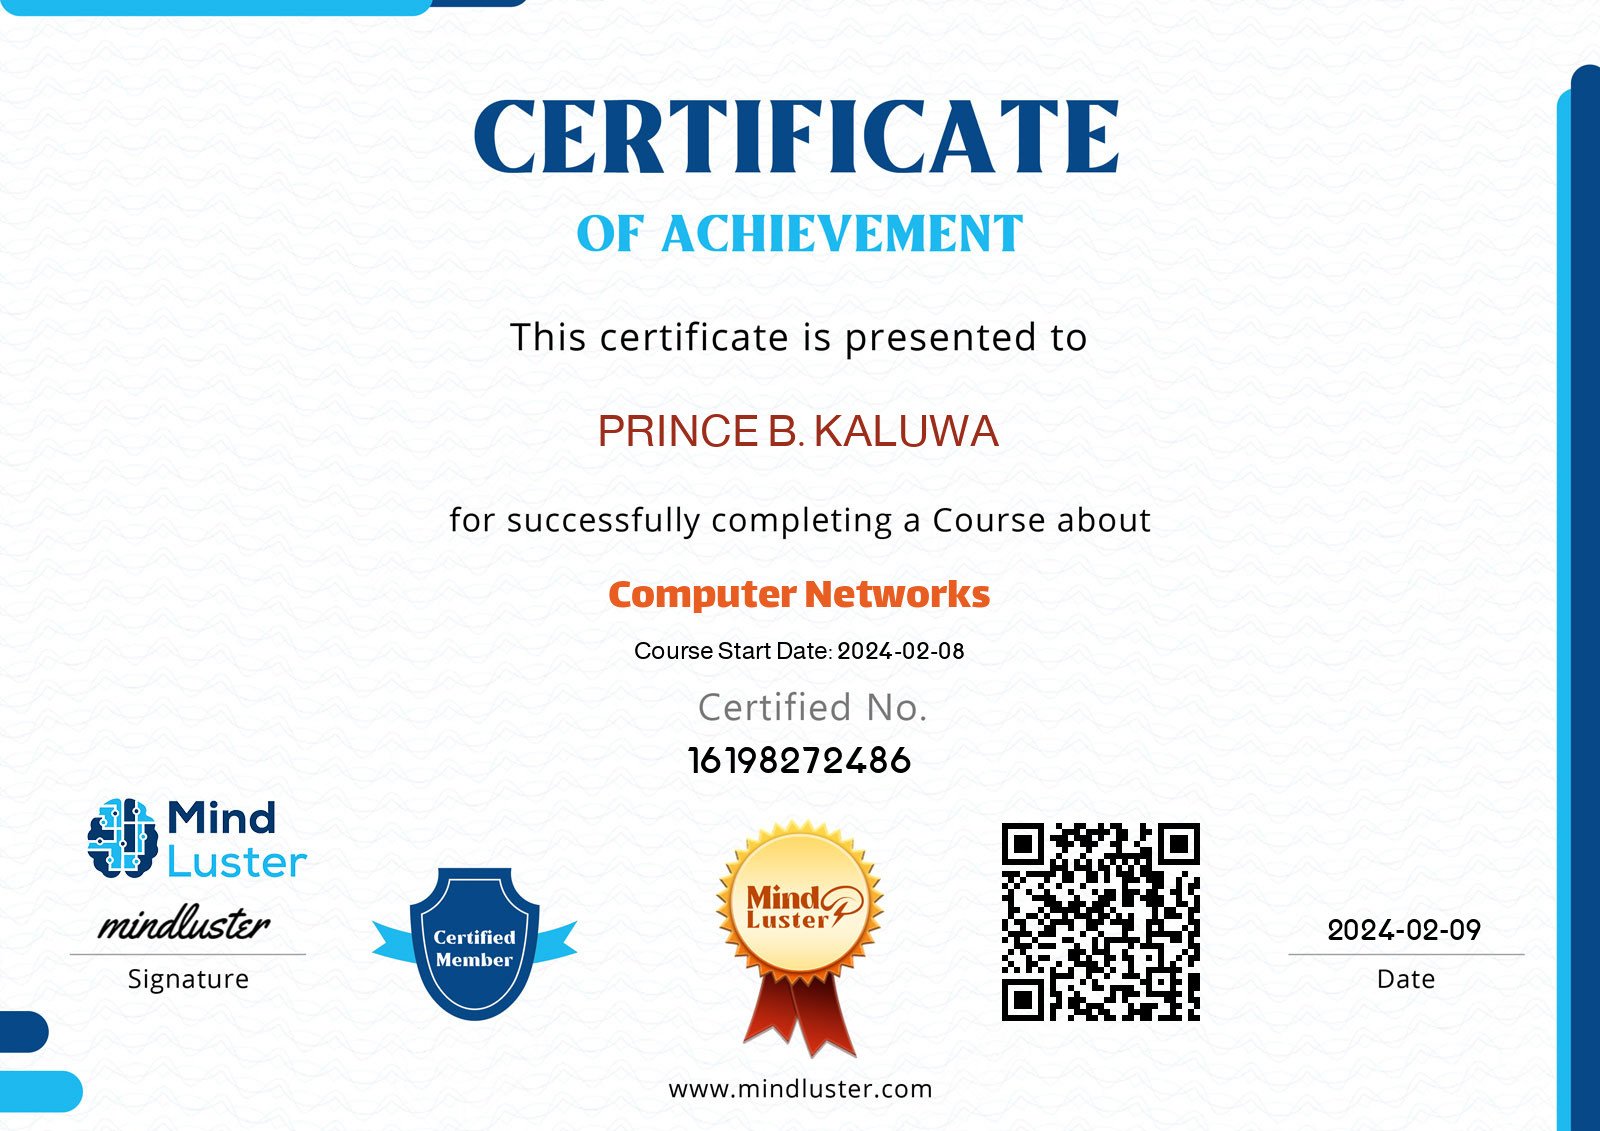 CERTIFICATE
OF ACHIEVEMENT
This certificate is presented to
PRINCE B. KALUWA
for successfully completing a Course about
Computer Networks
Course Start Date: 2024-02-08
Certified No.
16198272486
Mind
Luster
mindluster
Signature
Certified
Member
Mind
Luster
2024-02-09
Date
www.mindluster.com